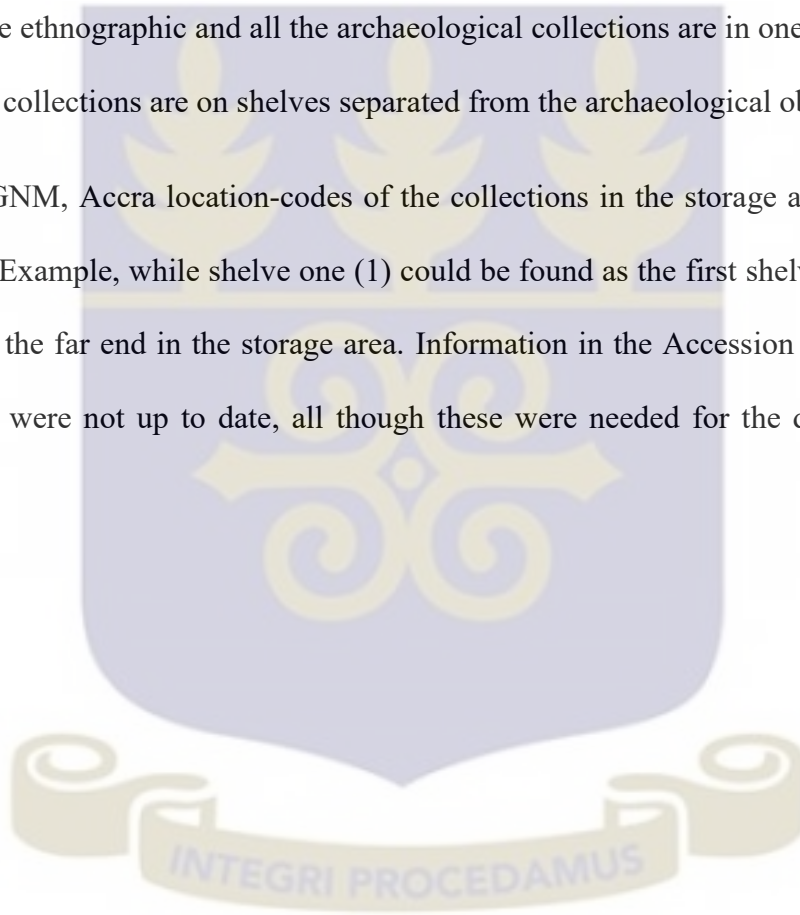 ethnographic and all the archaeological collections are in one
collections are on shelves separated from the archaeological
GNM, Accra location-codes of the collections in the storage
Example, while shelve one (1) could be found as the first
the far end in the storage area. Information in the Accession
were not up to date, all though these were needed for the
INTEGRI PROCEDAMUS